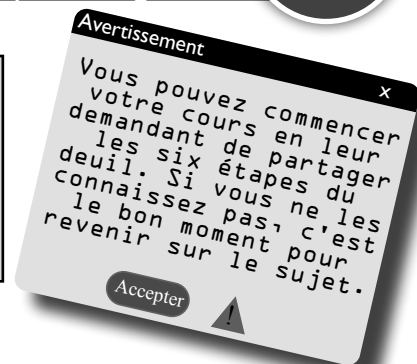 Avertissement
x
Vous pouvez commencer
votre cours en leur
demandant de partager
les six étapes du
deuil. Si vous ne les
connaissez pas, c'est
le bon moment pour
revenir sur le sujet.
Accepter
!